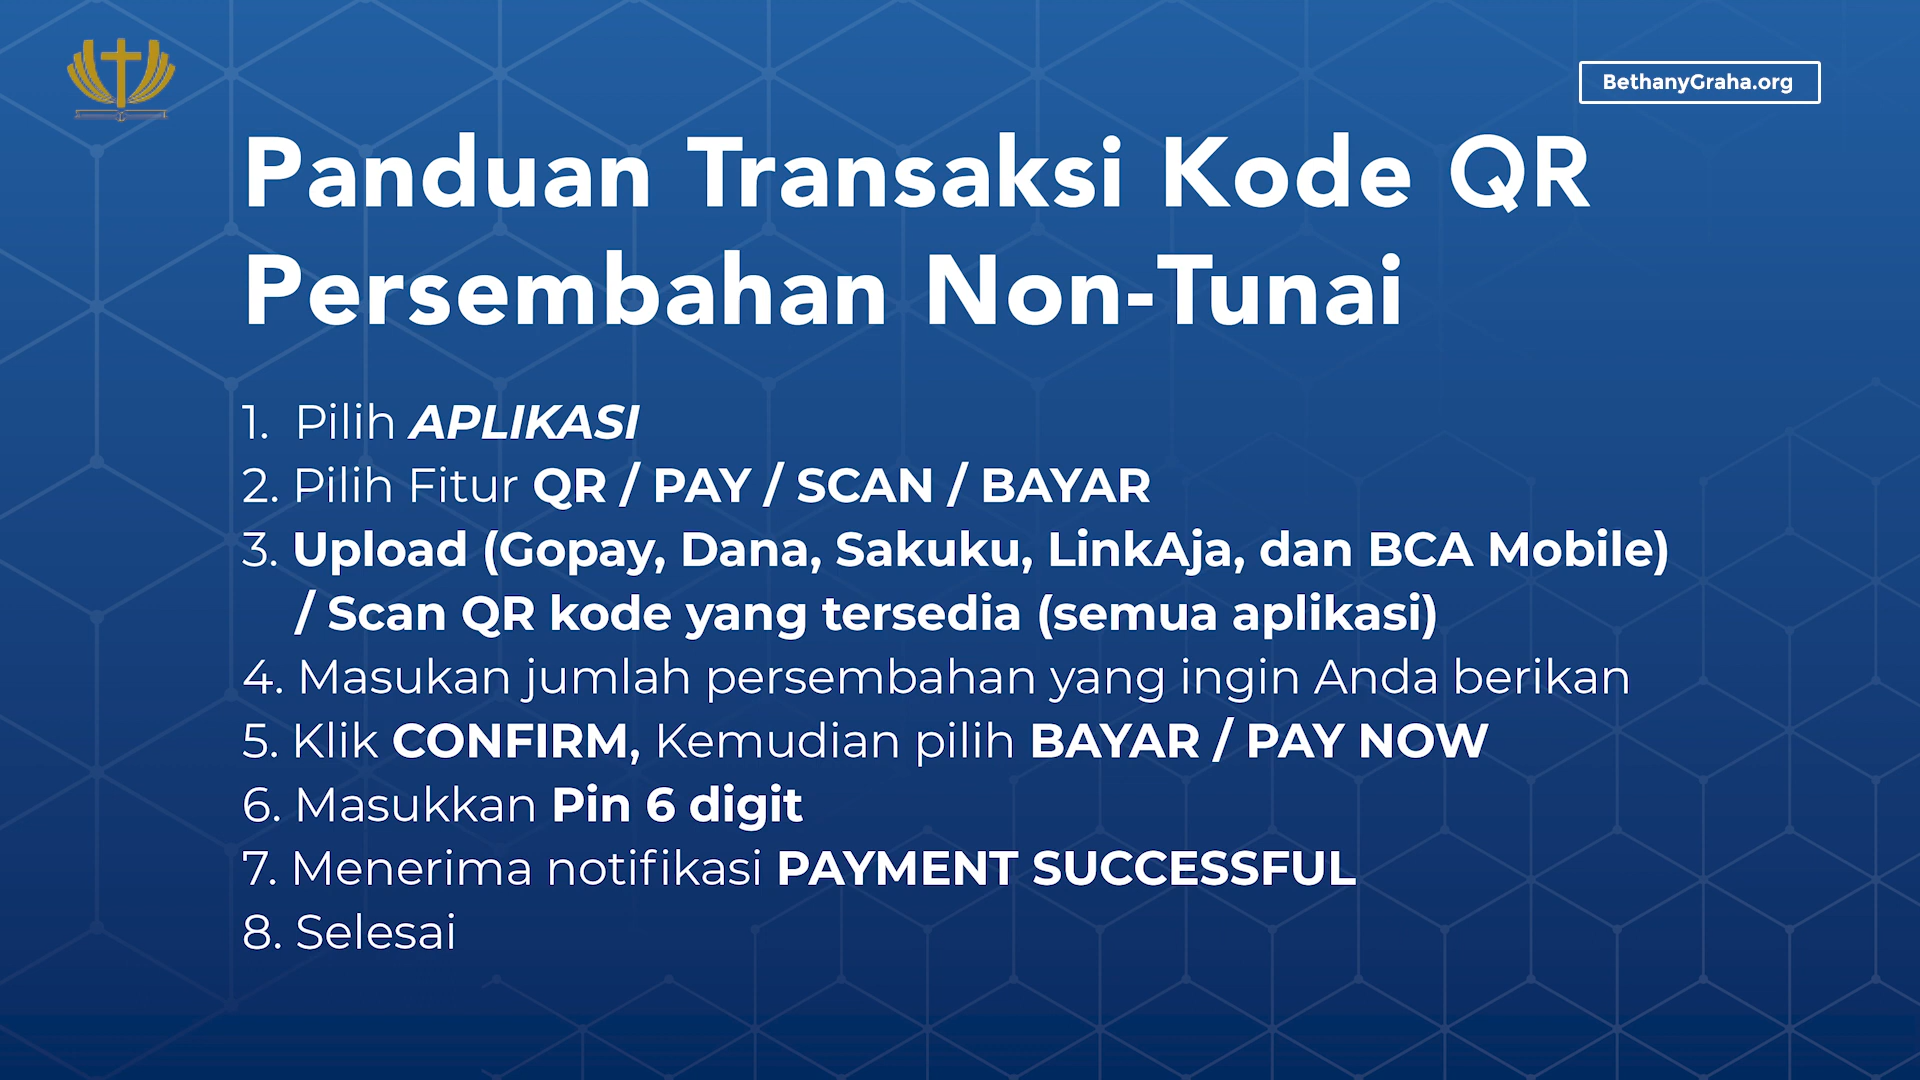 BethanyGraha.org
Panduan Transaksi Kode QR
Persembahan Non-Tunai
1. Pilih APLIKASI
2. Pilih Fitur QR / PAY / SCAN / BAYAR
3. Upload (Gopay, Dana, Sakuku, LinkAja, dan BCA Mobile)
/ Scan QR kode yang tersedia (semua aplikasi)
4. Masukan jumlah persembahan yang ingin Anda berikan
5. Klik CONFIRM, Kemudian pilih BAYAR / PAY NOW
6. Masukkan Pin 6 digit
7. Menerima notifikasi PAYMENT SUCCESSFUL
8. Selesai